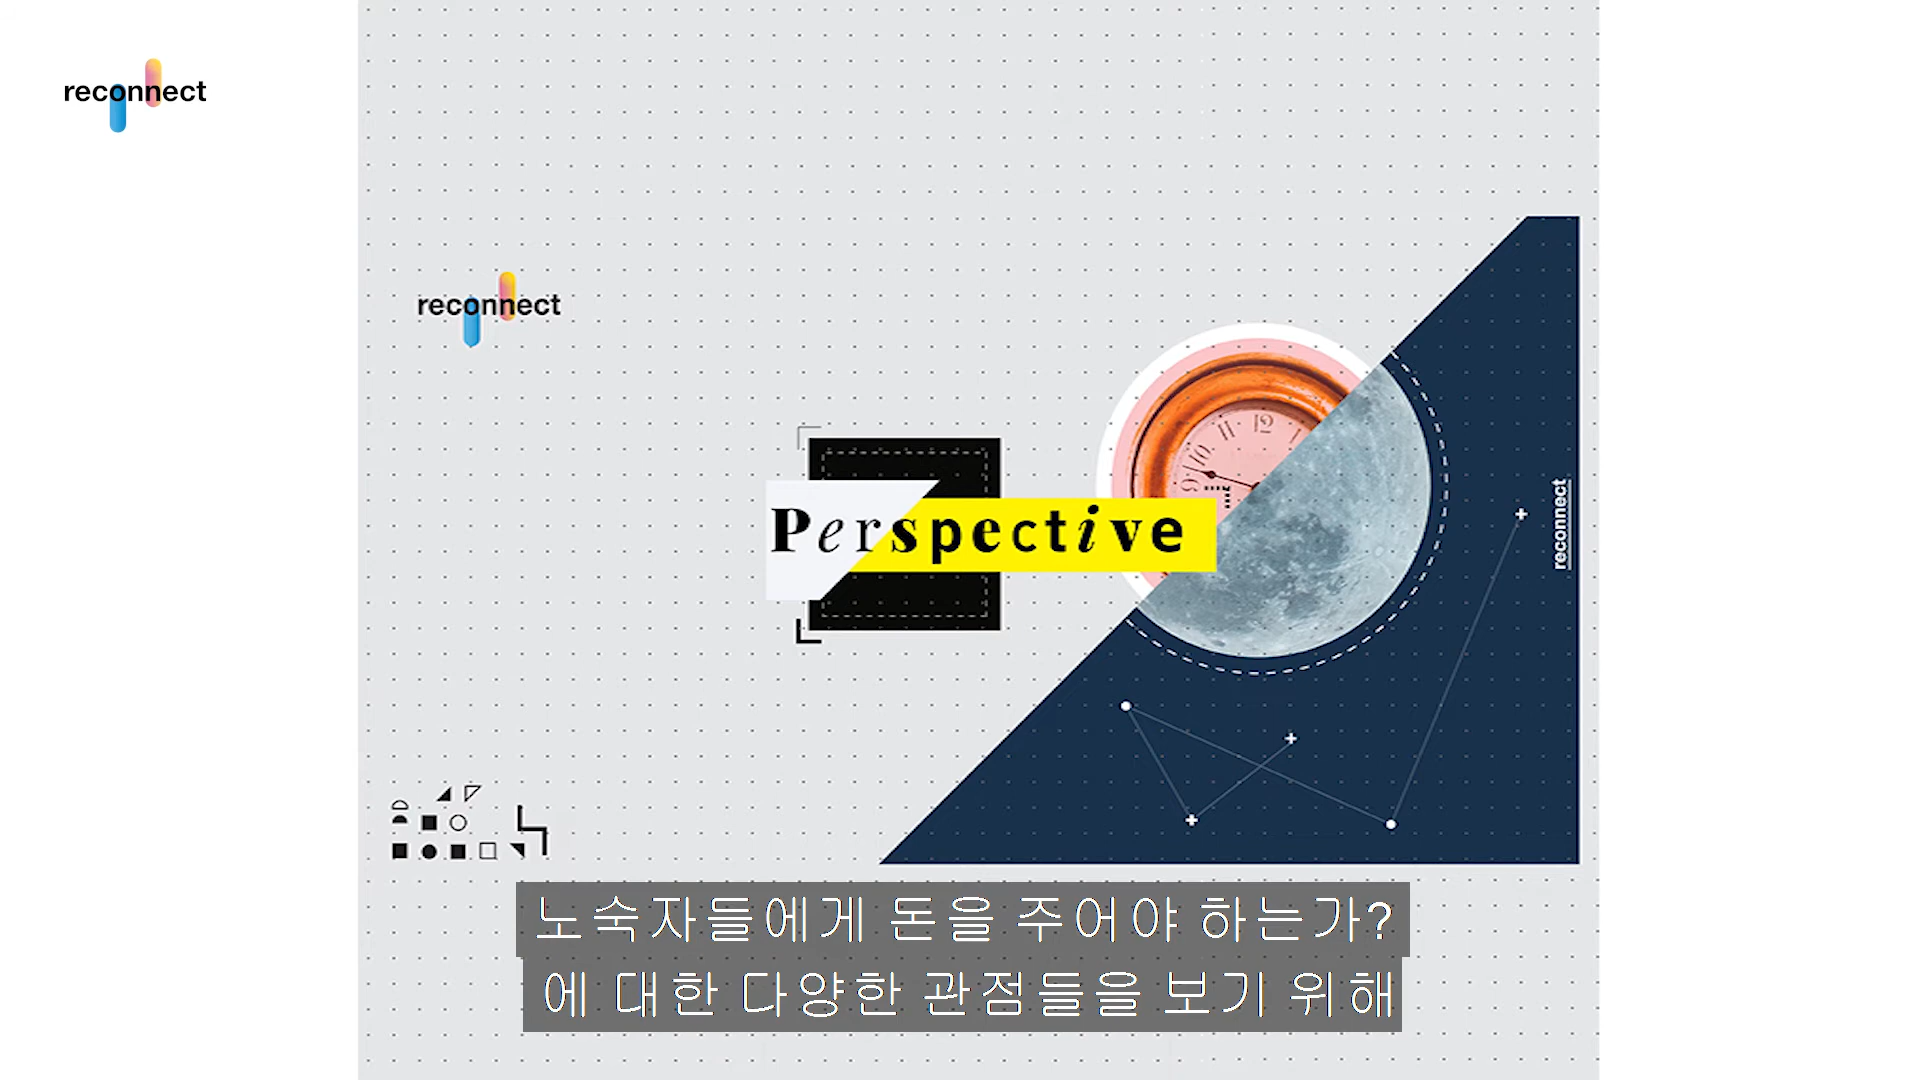 reconnect
reconnect
Perspective
reconnect
노숙자들에게 돈을 주어야 하는가?
에 대한 다양한 관점들을 보기 위해